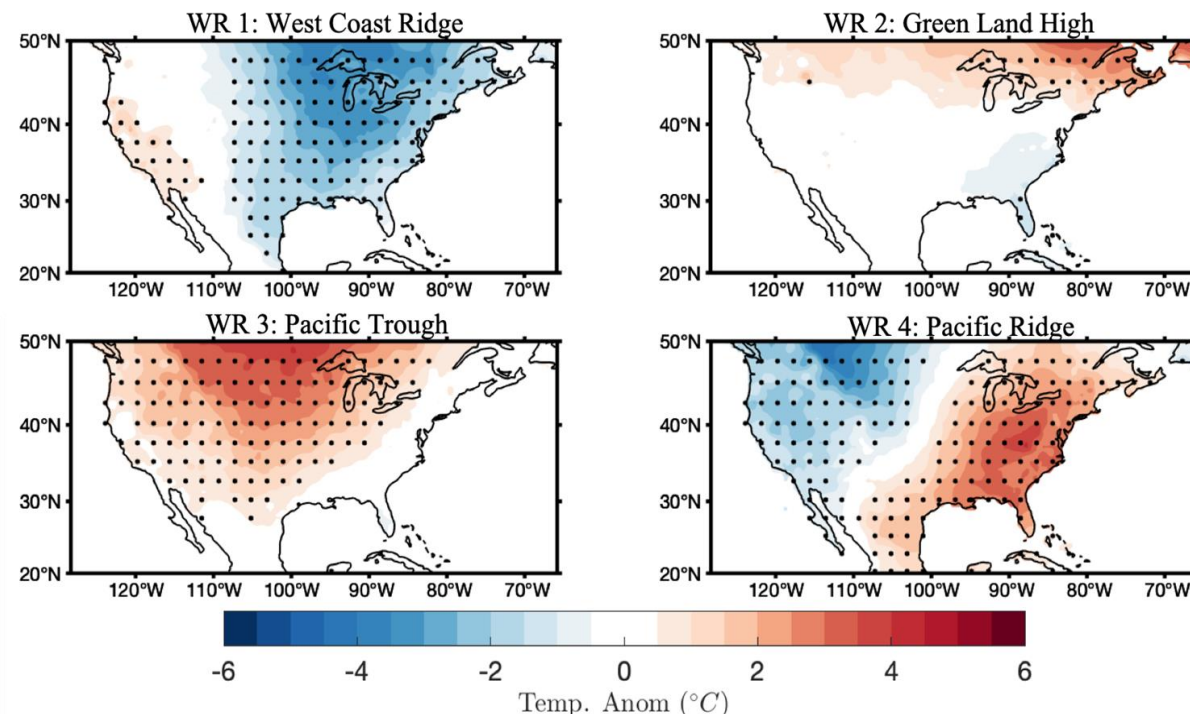 WR 1: West Coast Ridge
50°N
40°N
30°N
20°N
120°W 110°W 100°W 90°W 80°W 70°W
WR 2: Green Land High
50°N
40°N
30°N
20°N
120°W 110°W 100°W 90°W 80°W 70°W
WR 3: Pacific Trough
50°N
40°N
30°N
20°N
120°W 110°W 100°W 90°W 80°W 70°W
WR 4: Pacific Ridge
50°N
40°N
30°N
20°N
120°W 110°W 100°W 90°W 80°W 70°W
-6 -4 -2 0 2 4 6
Temp. Anom (°C)